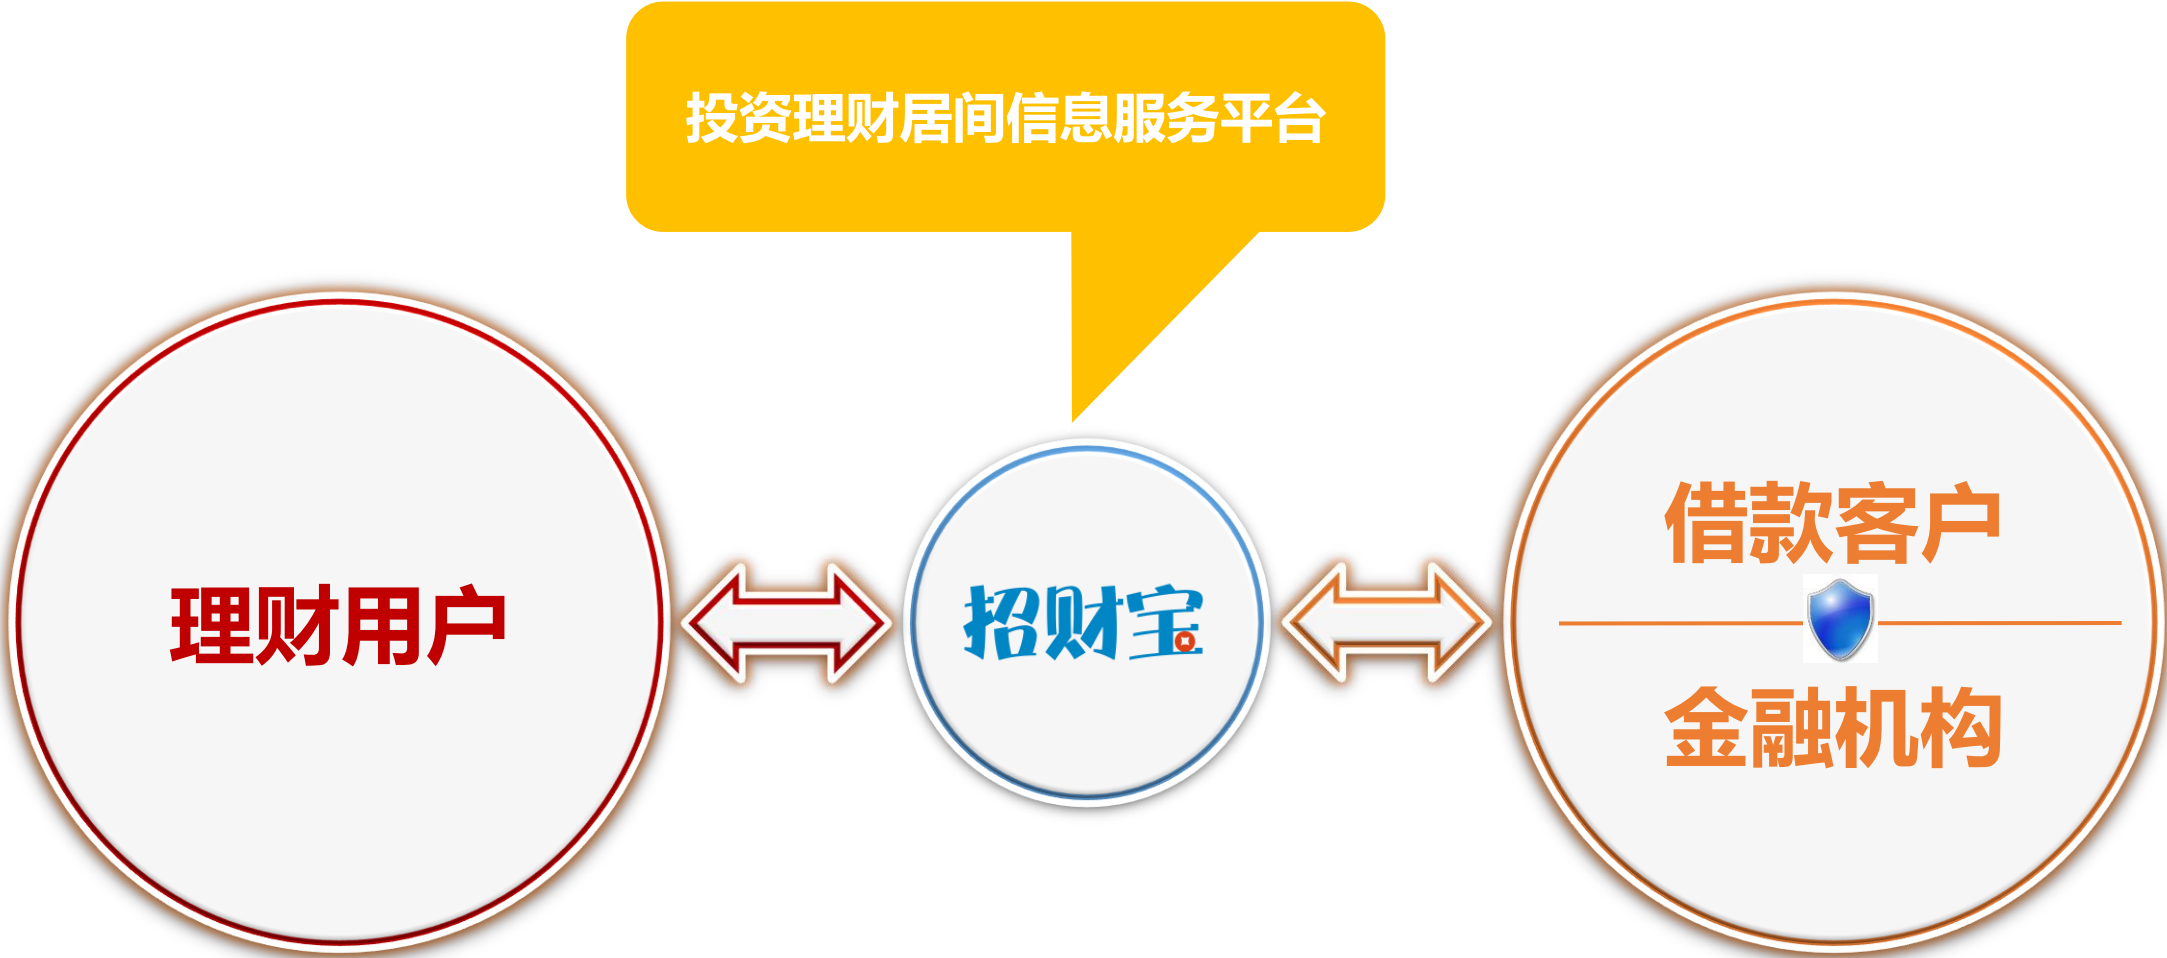 投资理财居间信息服务平台
理财用户
招财宝
借款客户
金融机构